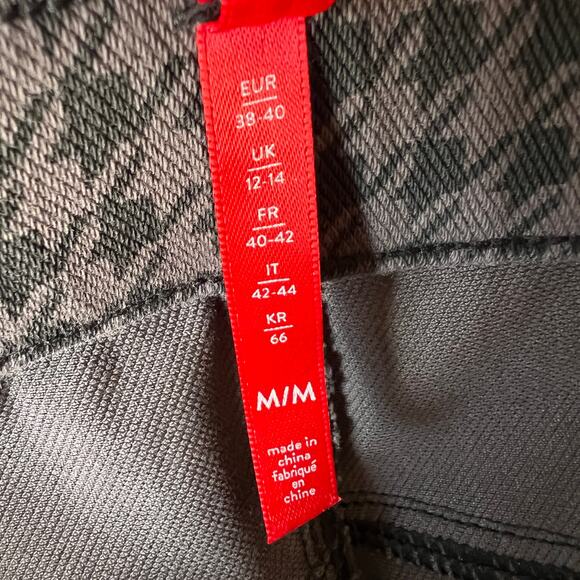 EUR
38-40
UK
12-14
FR
40-42
IT
42-44
KR
66
M/M
made in
china
fabriqué
en
chine